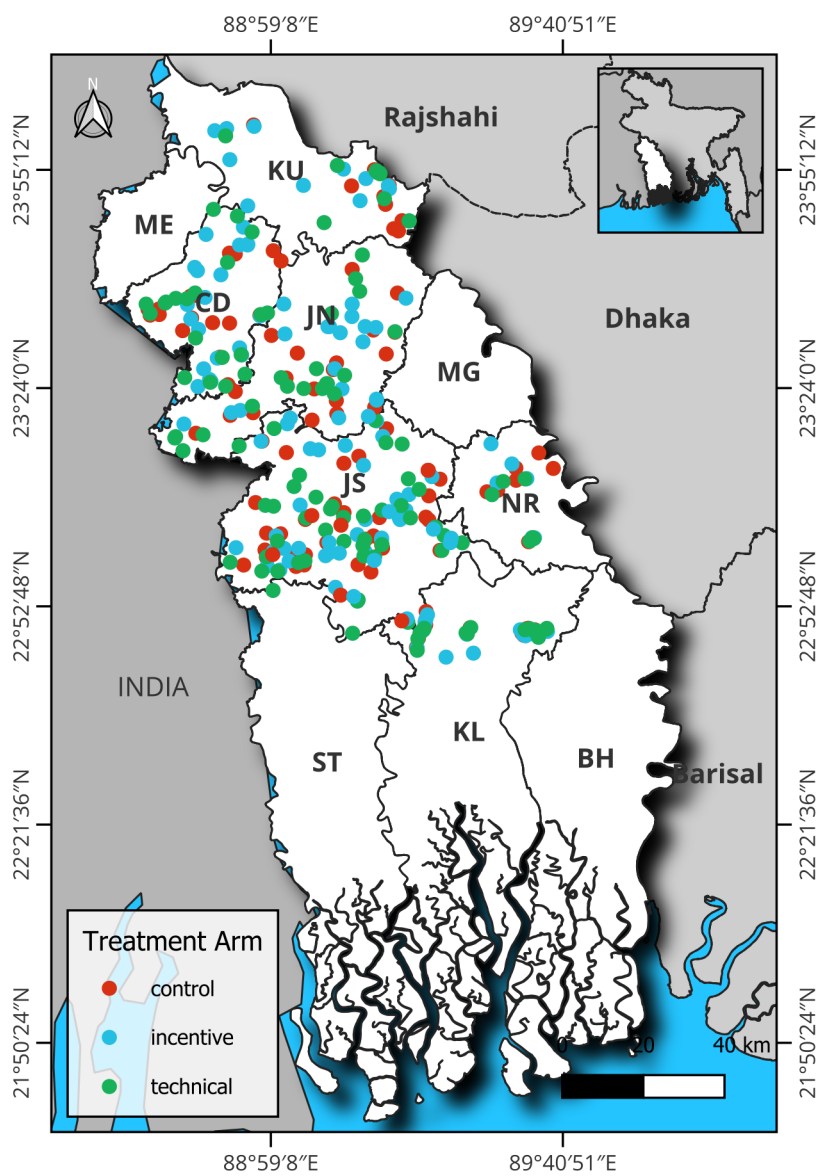 88°59′8″E
89°40′51″E
N
Rajshahi
23°55′12″N
23°55′12″N
KU
ME
CD
JN
Dhaka
MG
23°24′0″N
23°24′0″N
JS
NR
22°52′48″N
22°52′48″N
INDIA
KL
ST
BH
Barisal
22°21′36″N
22°21′36″N
Treatment Arm
control
incentive
technical
21°50′24″N
21°50′24″N
0 20 40 km
88°59′8″E
89°40′51″E